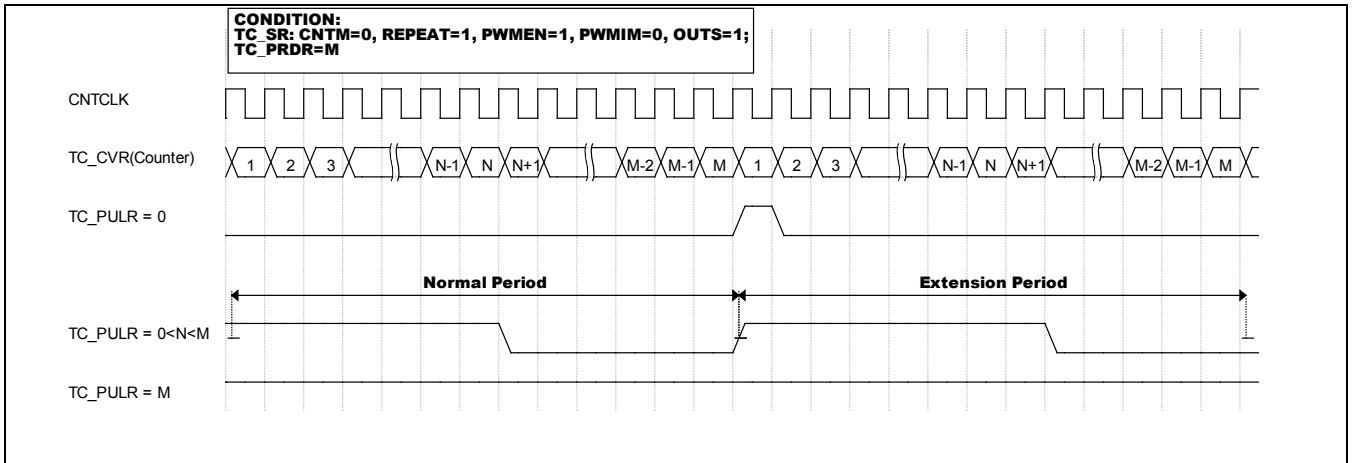 CONDITION:
TC_SR: CNTM=0, REPEAT=1, PWMEN=1, PWMIM=0, OUTS=1;
TC_PRDR=M
CNTCLK
TC_CVR(Counter) 1 2 3 N-1 N N+1 M-2 M-1 M 1 2 3 N-1 N N+1 M-2 M-1 M
TC_PULR = 0
Normal Period Extension Period
TC_PULR = 0<N<M
TC_PULR = M